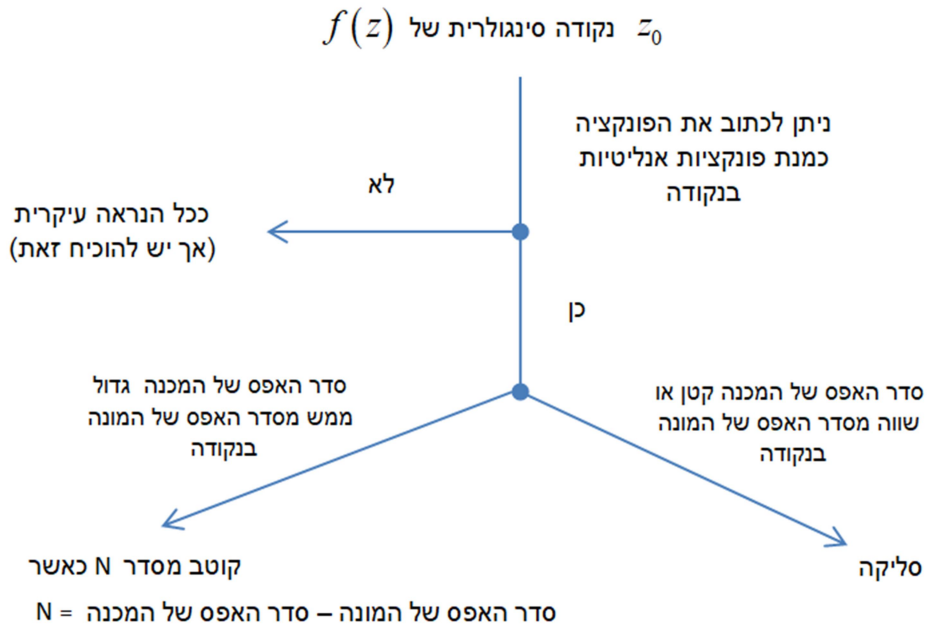 z₀ נקודה סינגולרית של f(z)
ניתן לכתוב את הפונקציה
כמנת פונקציות אנליטיות
בנקודה
לא
ככל הנראה עיקרית
(אך יש להוכיח זאת)
כן
סדר האפס של המכנה קטן או
שווה מסדר האפס של המונה
בנקודה
סדר האפס של המכנה גדול
ממש מסדר האפס של המונה
בנקודה
סליקה
קוטב מסדר N כאשר
N = סדר האפס של המכנה – סדר האפס של המונה